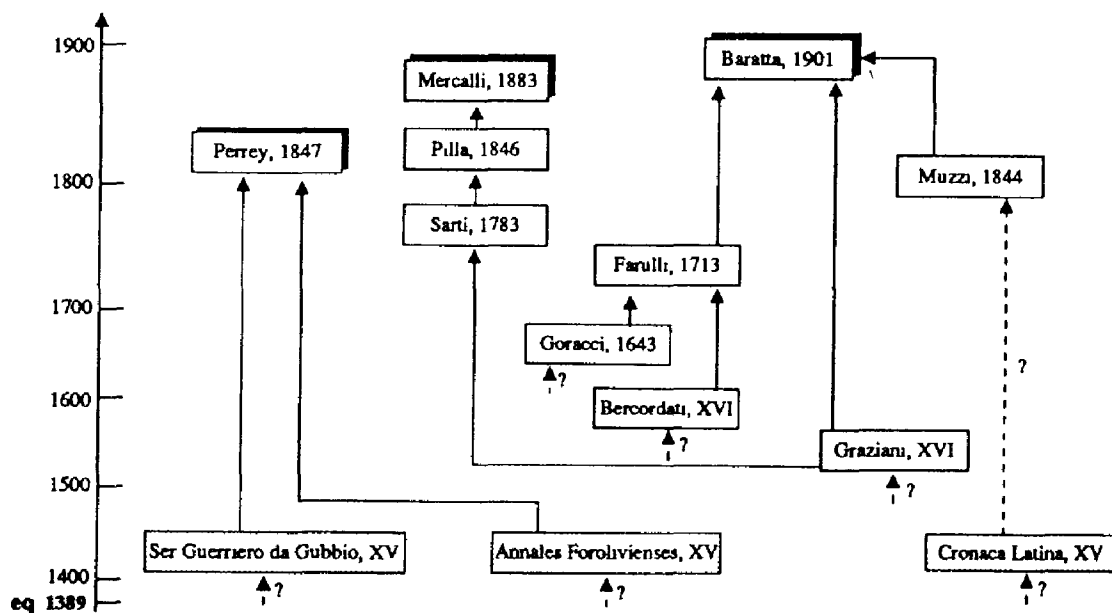 1900
Baratta, 1901
Mercalli, 1883
Perrey, 1847
Pilla, 1846
Muzzi, 1844
1800
Sarti, 1783
Farulli, 1713
1700
Goracci, 1643
?
?
1600
Bercordati, XVI
?
Graziani, XVI
?
1500
Ser Guerriero da Gubbio, XV
Annales Foroliviensies, XV
Cronaca Latina, XV
1400
?
?
?
eq 1389